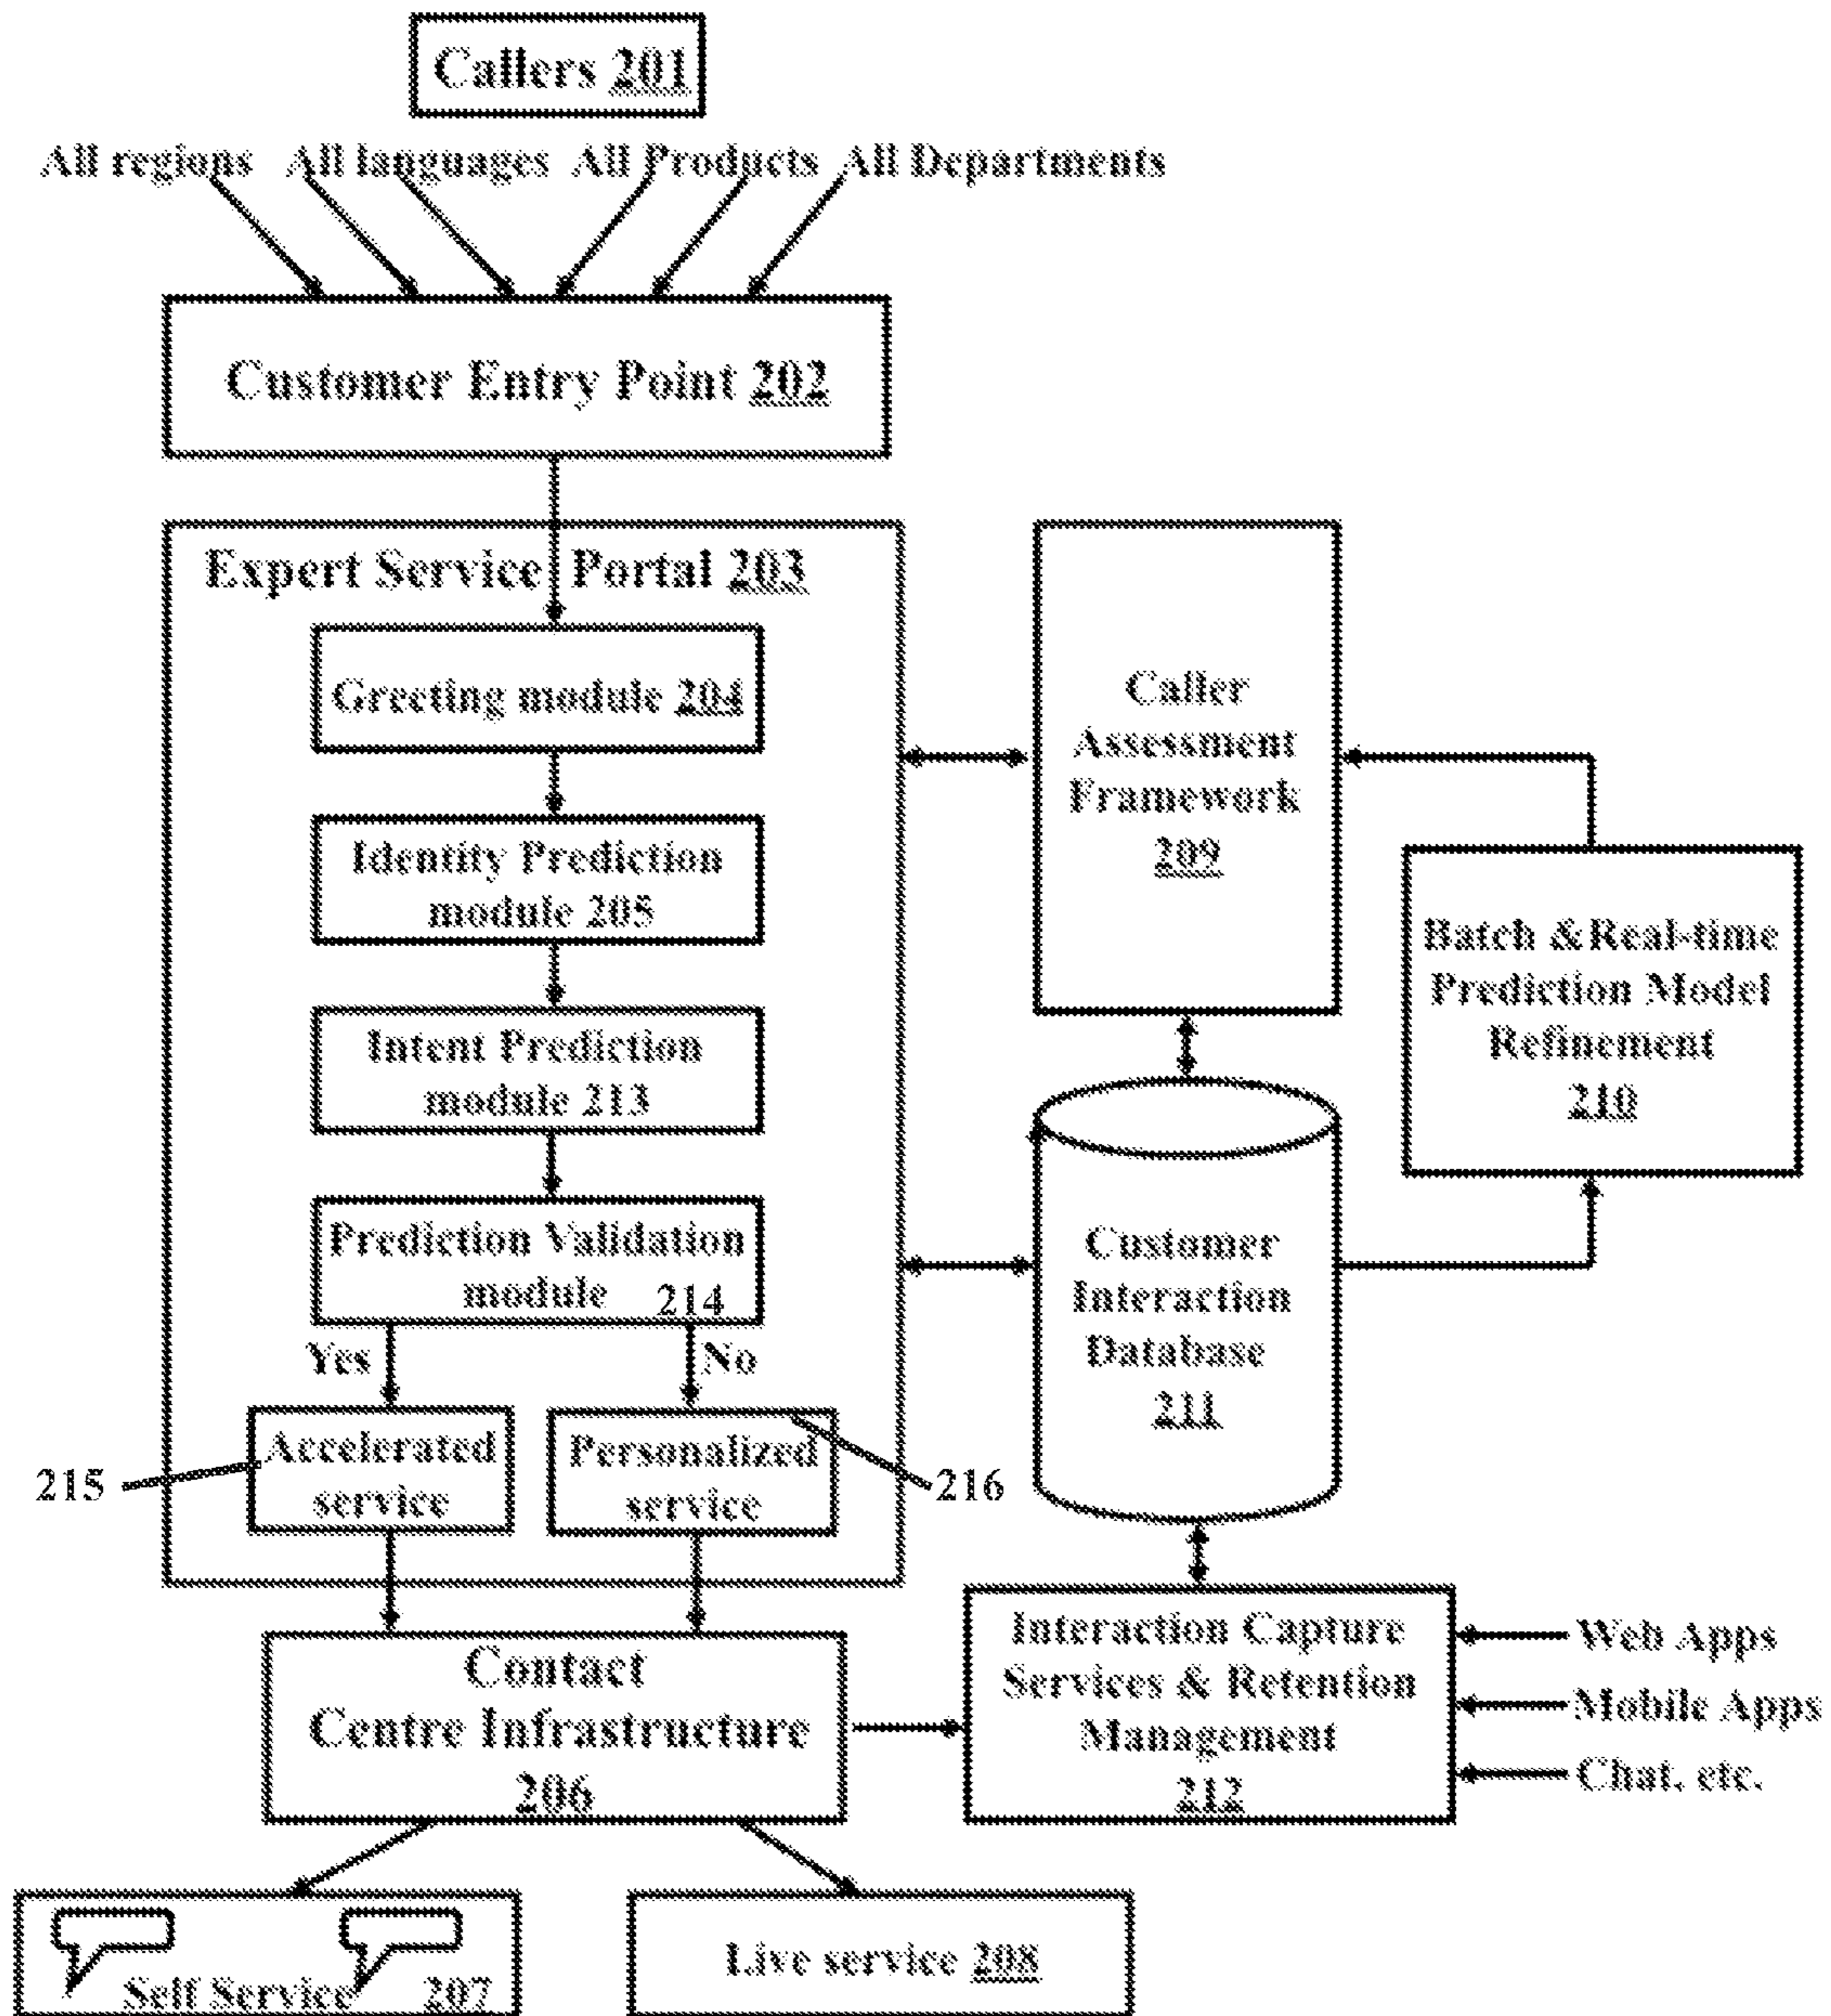 Callers 201
All regions All languages All Products All Departments
Customer Entry Point 202
Expert Service Portal 203
Greeting module 204
Identity Prediction
module 205
Intent Prediction
module 213
Prediction Validation
module 214
Yes No
Accelerated
service
215
Personalized
service
216
Caller
Assessment
Framework
209
Batch &Real-time
Prediction Model
Refinement
210
Customer
Interaction
Database
211
Contact
Centre Infrastructure
206
Interaction Capture
Services & Retention
Management
212
Web Apps
Mobile Apps
Chat, etc.
Self Service 207
Live service 208